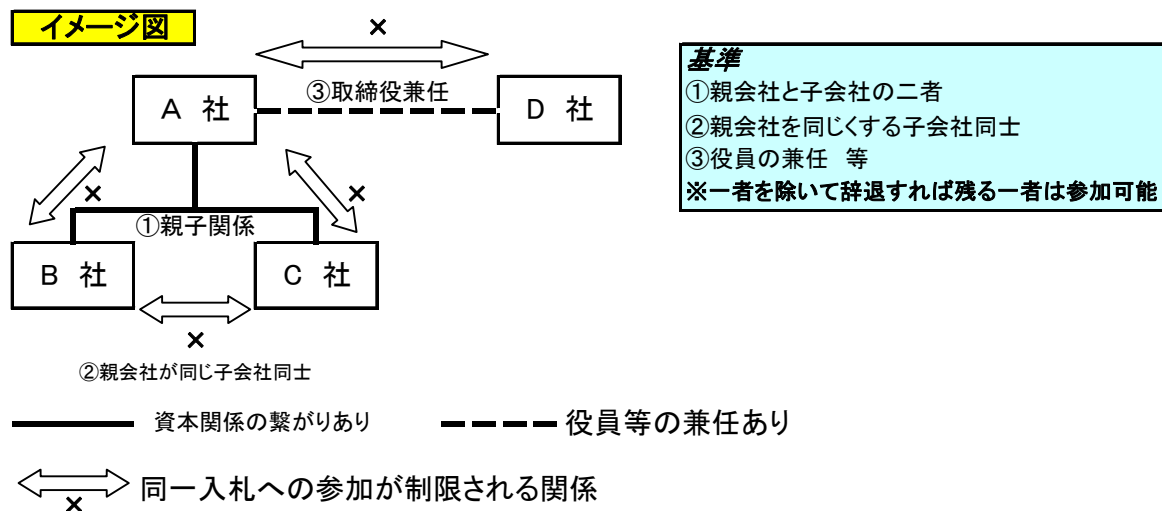 イメージ図
×
③取締役兼任
A 社
D 社
基準
①親会社と子会社の二者
②親会社を同じくする子会社同士
③役員の兼任 等
※一者を除いて辞退すれば残る一者は参加可能
×
×
①親子関係
B 社
C 社
×
②親会社が同じ子会社同士
資本関係の繋がりあり
役員等の兼任あり
×
同一入札への参加が制限される関係